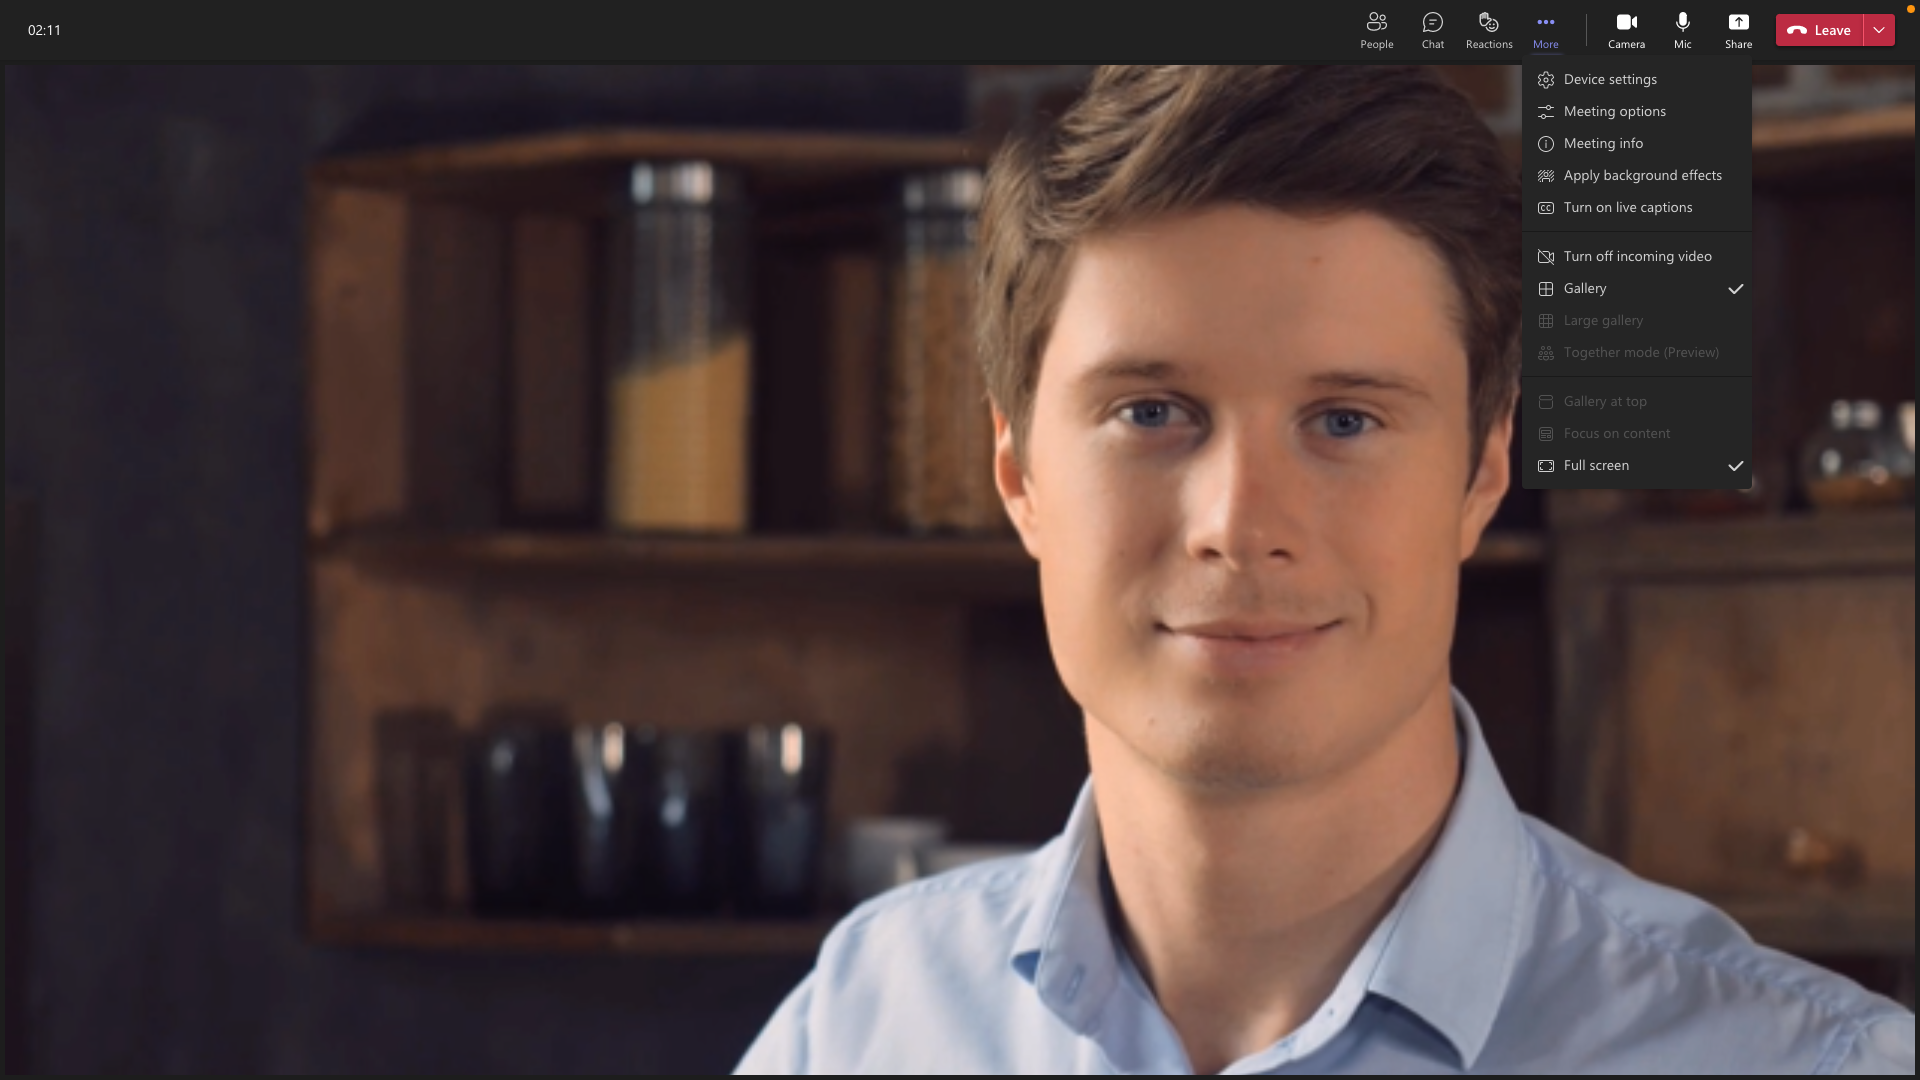 02:11
People
Chat
Reactions
More
Camera
Mic
Share
Leave
Device settings
Meeting options
Meeting info
Apply background effects
CC Turn on live captions
Turn off incoming video
Gallery
Large gallery
Together mode (Preview)
Gallery at top
Focus on content
Full screen